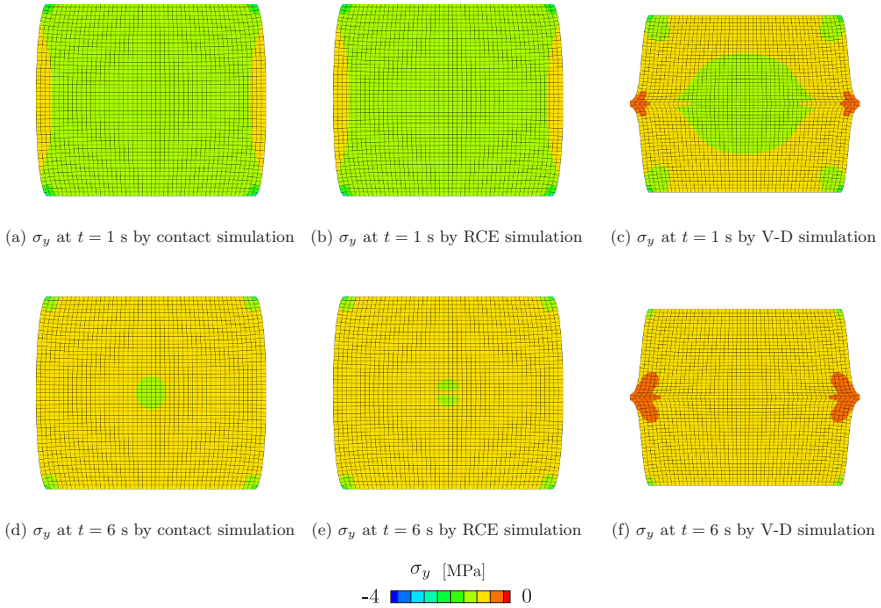 (a) σy at t = 1 s by contact simulation (b) σy at t = 1 s by RCE simulation (c) σy at t = 1 s by V-D simulation
(d) σy at t = 6 s by contact simulation (e) σy at t = 6 s by RCE simulation (f) σy at t = 6 s by V-D simulation
σy [MPa]
-4 0